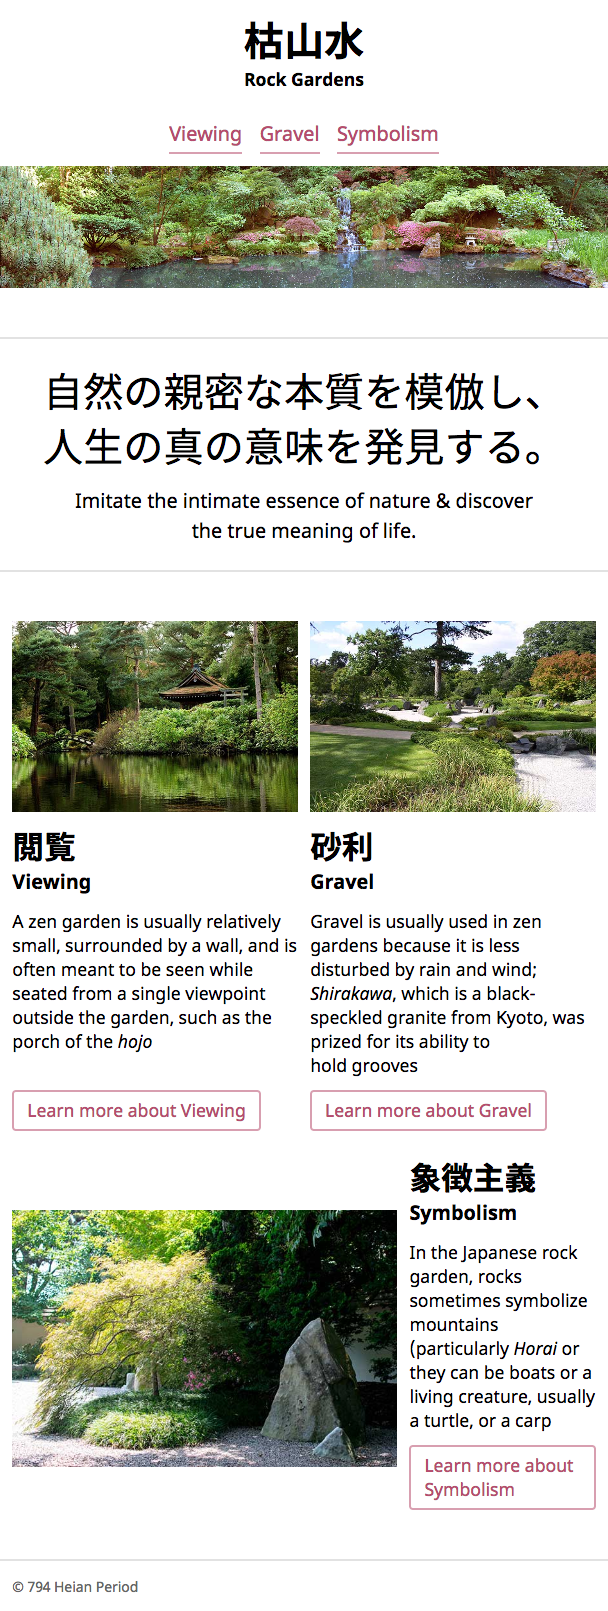 枯山水
Rock Gardens
Viewing Gravel Symbolism
自然の親密な本質を模倣し、
人生の真の意味を発見する。
Imitate the intimate essence of nature & discover
the true meaning of life.
閲覧
Viewing
A zen garden is usually relatively
small, surrounded by a wall, and is
often meant to be seen while
seated from a single viewpoint
outside the garden, such as the
porch of the hojo
Learn more about Viewing
砂利
Gravel
Gravel is usually used in zen
gardens because it is less
disturbed by rain and wind;
Shirakawa, which is a black-
speckled granite from Kyoto, was
prized for its ability to
hold grooves
Learn more about Gravel
象徴主義
Symbolism
In the Japanese rock
garden, rocks
sometimes symbolize
mountains
(particularly Horai or
they can be boats or a
living creature, usually
a turtle, or a carp
Learn more about
Symbolism
© 794 Heian Period